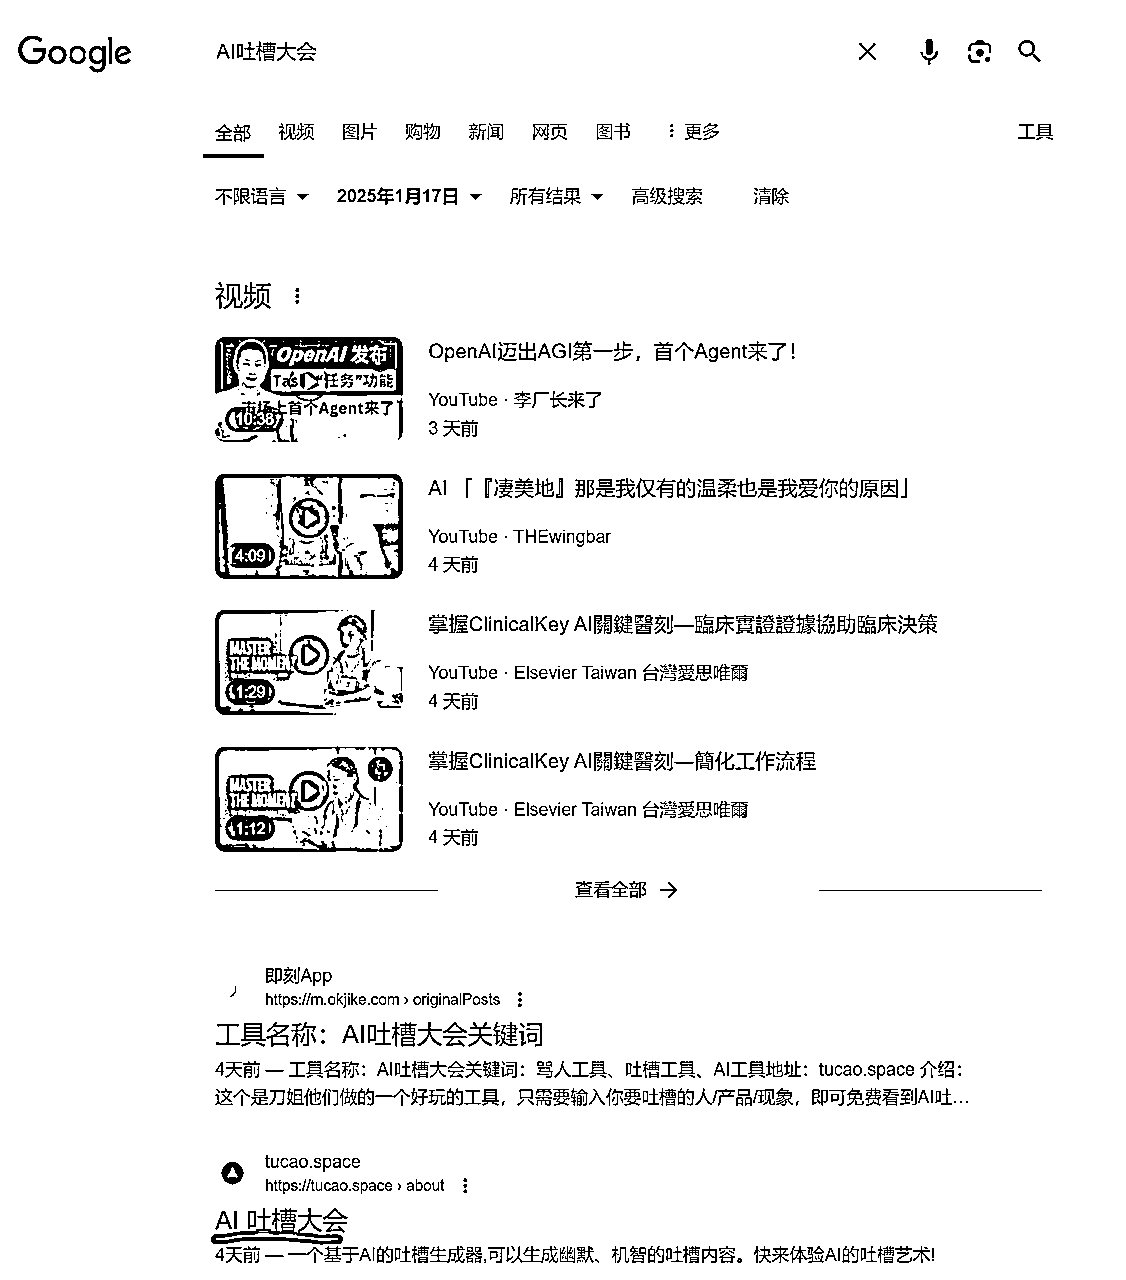 Google
AI吐槽大会
全部 视频 图片 购物 新闻 网页 图书 更多 工具
不限语言 2025年1月17日 所有结果 高级搜索 清除
视频
OpenAI 发布
"任务"功能
市场上首个Agent来了
10:38
OpenAI迈出AGI第一步，首个Agent来了！
YouTube · 李厂长来了
3 天前
4:09
AI 「『凄美地』那是我仅有的温柔也是我爱你的原因」
YouTube · THEwingbar
4 天前
MASTER
THE MOMENT
1:29
掌握ClinicalKey AI關鍵醫刻—臨床實證證據協助臨床決策
YouTube · Elsevier Taiwan 台灣愛思唯爾
4 天前
MASTER
THE MOMENT
1:12
掌握ClinicalKey AI關鍵醫刻—簡化工作流程
YouTube · Elsevier Taiwan 台灣愛思唯爾
4 天前
查看全部 →
即刻App
https://m.okjike.com › originalPosts
工具名称：AI吐槽大会关键词
4天前 — 工具名称：AI吐槽大会关键词：骂人工具、吐槽工具、AI工具地址：tucao.space 介绍：
这个是刀姐他们做的一个好玩的工具，只需要输入你要吐槽的人/产品/现象，即可免费看到AI吐...
tucao.space
https://tucao.space › about
AI 吐槽大会
4天前 — 一个基于AI的吐槽生成器,可以生成幽默、机智的吐槽内容。快来体验AI的吐槽艺术!